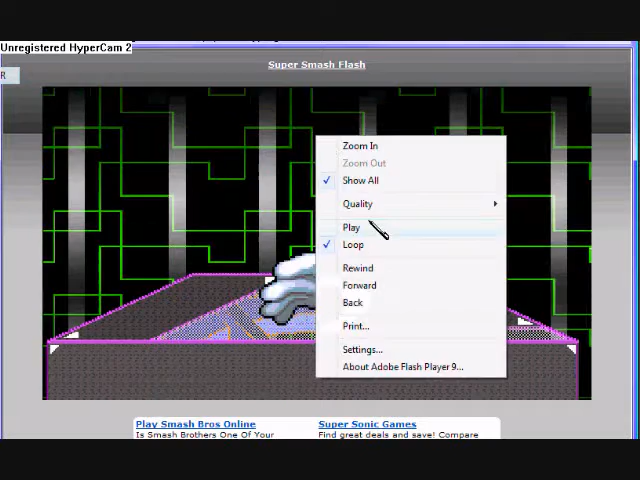 Unregistered HyperCam 2
Super Smash Flash
R
Zoom In
Zoom Out
Show All
Quality
Play
Loop
Rewind
Forward
Back
Print...
Settings...
About Adobe Flash Player 9...
Play Smash Bros Online
Is Smash Brothers One Of Your
Super Sonic Games
Find great deals and save! Compare